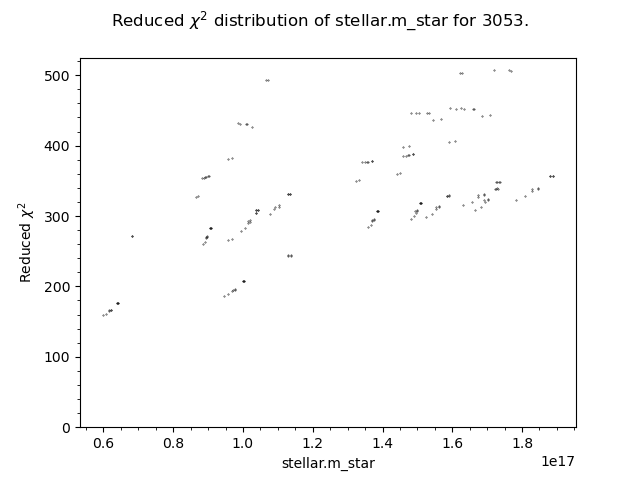 Reduced χ² distribution of stellar.m_star for 3053.
Reduced χ²
500
400
300
200
100
0
0.6 0.8 1.0 1.2 1.4 1.6 1.8
1e17
stellar.m_star